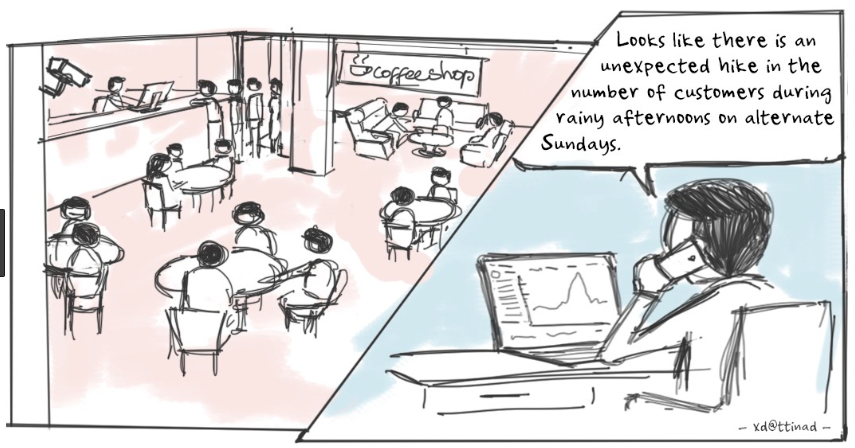 coffee shop
Looks like there is an
unexpected hike in the
number of customers during
rainy afternoons on alternate
Sundays.
- xd@ttinad -